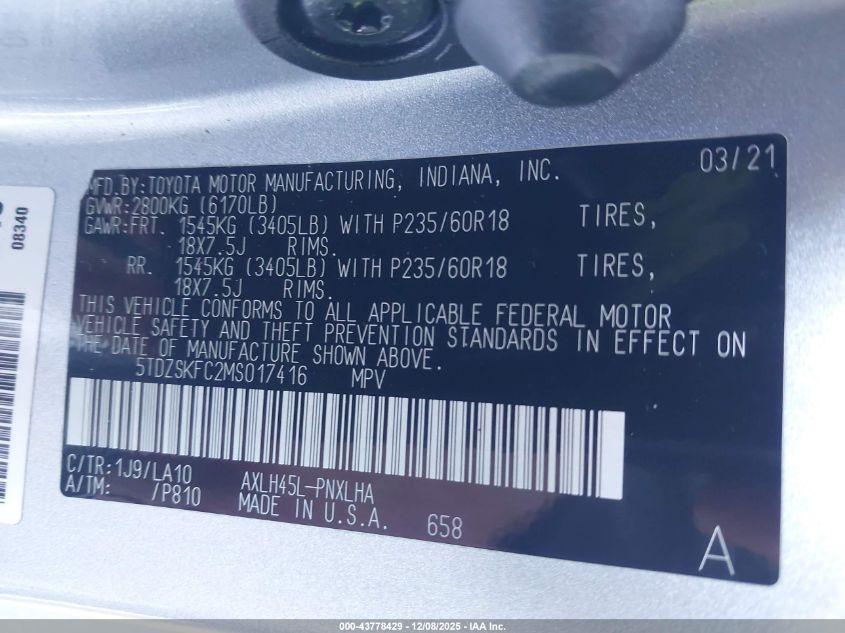 03/21
MFD.BY:TOYOTA MOTOR MANUFACTURING, INDIANA, INC.
GVWR:2800KG (6170LB)
GAWR:FRT. 1545KG (3405LB) WITH P235/60R18 TIRES,
18X7.5J RIMS.
RR. 1545KG (3405LB) WITH P235/60R18 TIRES,
18X7.5J RIMS.
THIS VEHICLE CONFORMS TO ALL APPLICABLE FEDERAL MOTOR
VEHICLE SAFETY AND THEFT PREVENTION STANDARDS IN EFFECT ON
THE DATE OF MANUFACTURE SHOWN ABOVE.
5TDZSKFC2MS017416 MPV
C/TR:1J9/LA10 AXLH45L-PNXLHA
A/TM: /P810 MADE IN U.S.A. 658
A
08340
000-43778429 - 12/08/2025 - IAA Inc.